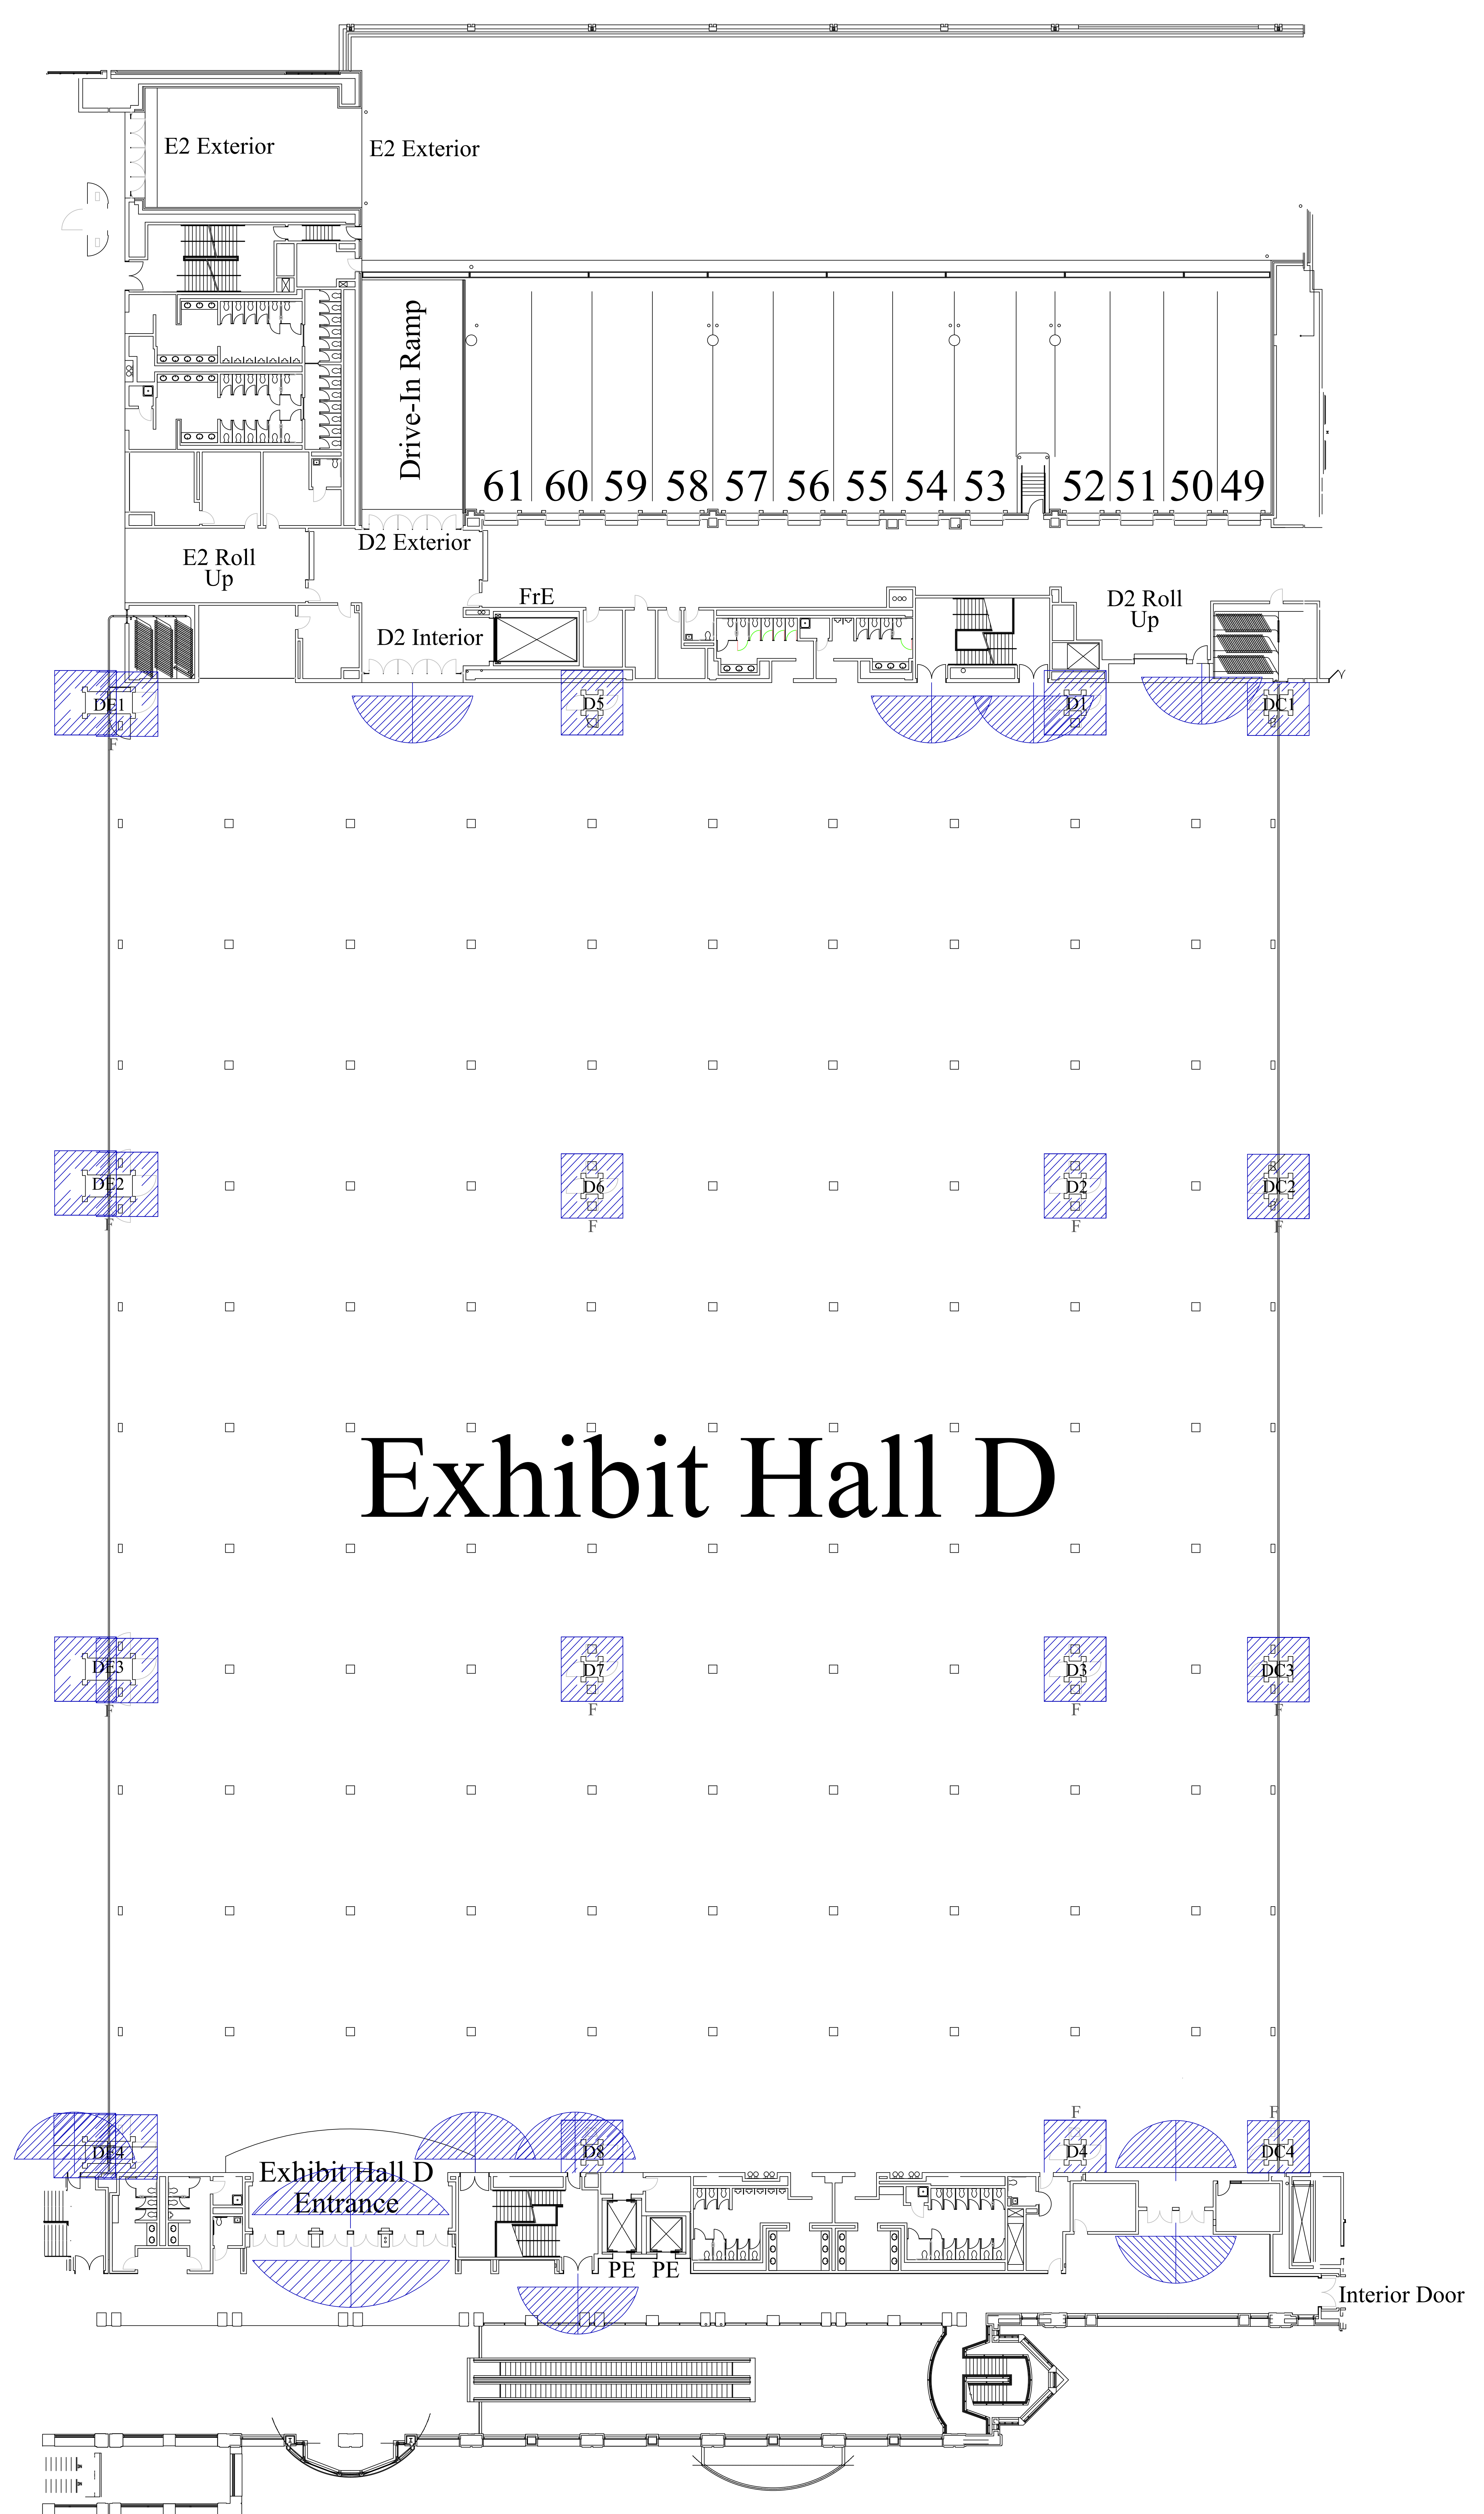 E2 Exterior
E2 Exterior
Drive-In Ramp
61 60 59 58 57 56 55 54 53 52 51 50 49
D2 Exterior
E2 Roll
Up
FrE
D2 Roll
Up
D2 Interior
DE1
D5
D1
DC1
F
DE2
D6
D2
DC2
F
F
F
F
Exhibit Hall D
DE3
D7
D3
DC3
F
F
F
F
F
F
DE4
D8
D4
DC4
Exhibit Hall D
Entrance
PE
PE
Interior Door